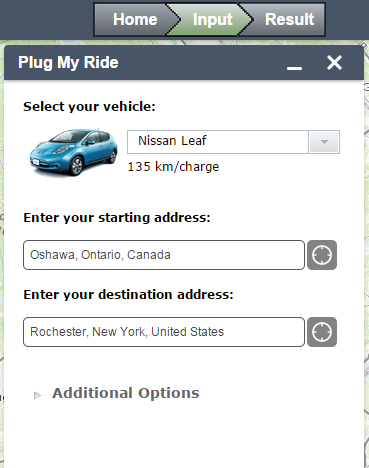 Home Input Result
Plug My Ride
Select your vehicle:
Nissan Leaf
135 km/charge
Enter your starting address:
Oshawa, Ontario, Canada
Enter your destination address:
Rochester, New York, United States
Additional Options